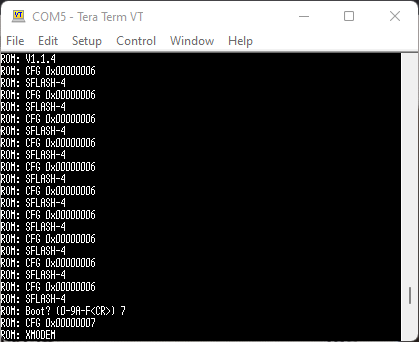 COM5 - Tera Term VT
File Edit Setup Control Window Help
ROM: V1.1.4
ROM: CFG 0x00000006
ROM: SFLASH-4
ROM: CFG 0x00000006
ROM: SFLASH-4
ROM: CFG 0x00000006
ROM: SFLASH-4
ROM: CFG 0x00000006
ROM: SFLASH-4
ROM: CFG 0x00000006
ROM: SFLASH-4
ROM: CFG 0x00000006
ROM: SFLASH-4
ROM: CFG 0x00000006
ROM: SFLASH-4
ROM: CFG 0x00000006
ROM: SFLASH-4
ROM: CFG 0x00000006
ROM: SFLASH-4
ROM: CFG 0x00000006
ROM: SFLASH-4
ROM: Boot? (0-9A-F<CR>) 7
ROM: CFG 0x00000007
ROM: XMODEM